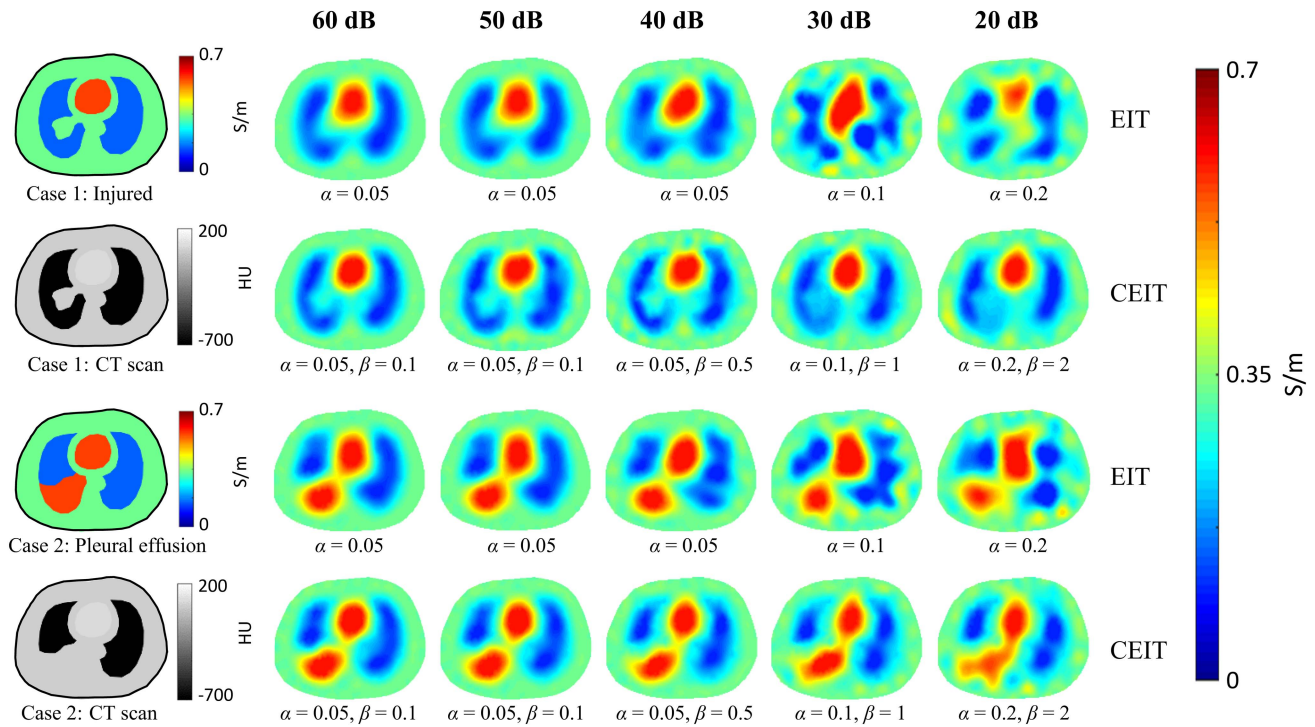 60 dB 50 dB 40 dB 30 dB 20 dB
0.7
S/m
0
Case 1: Injured
α = 0.05 α = 0.05 α = 0.05 α = 0.1 α = 0.2
EIT
200
HU
-700
Case 1: CT scan
α = 0.05, β = 0.1 α = 0.05, β = 0.1 α = 0.05, β = 0.5 α = 0.1, β = 1 α = 0.2, β = 2
CEIT
0.7
S/m
0
Case 2: Pleural effusion
α = 0.05 α = 0.05 α = 0.05 α = 0.1 α = 0.2
EIT
200
HU
-700
Case 2: CT scan
α = 0.05, β = 0.1 α = 0.05, β = 0.1 α = 0.05, β = 0.5 α = 0.1, β = 1 α = 0.2, β = 2
CEIT
0.7
0.35
S/m
0